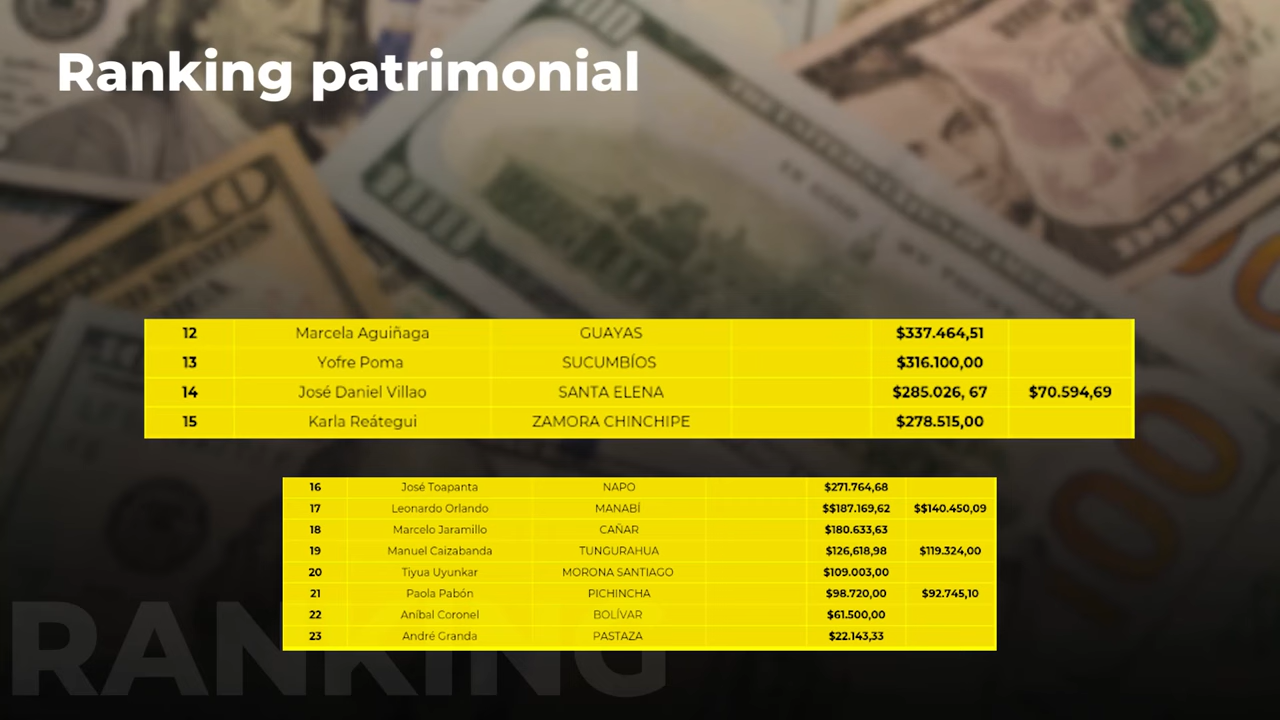 Ranking patrimonial
12 Marcela Aguiñaga GUAYAS $337.464,51
13 Yofre Poma SUCUMBÍOS $316.100,00
14 José Daniel Villao SANTA ELENA $285.026, 67 $70.594,69
15 Karla Reátegui ZAMORA CHINCHIPE $278.515,00
16 José Toapanta NAPO $271.764,68
17 Leonardo Orlando MANABÍ $$187.169,62 $$140.450,09
18 Marcelo Jaramillo CAÑAR $180.633,63
19 Manuel Caizabanda TUNGURAHUA $126,618,98 $119.324,00
20 Tiyua Uyunkar MORONA SANTIAGO $109.003,00
21 Paola Pabón PICHINCHA $98.720,00 $92.745,10
22 Aníbal Coronel BOLÍVAR $61.500,00
23 André Granda PASTAZA $22.143,33
RANKING